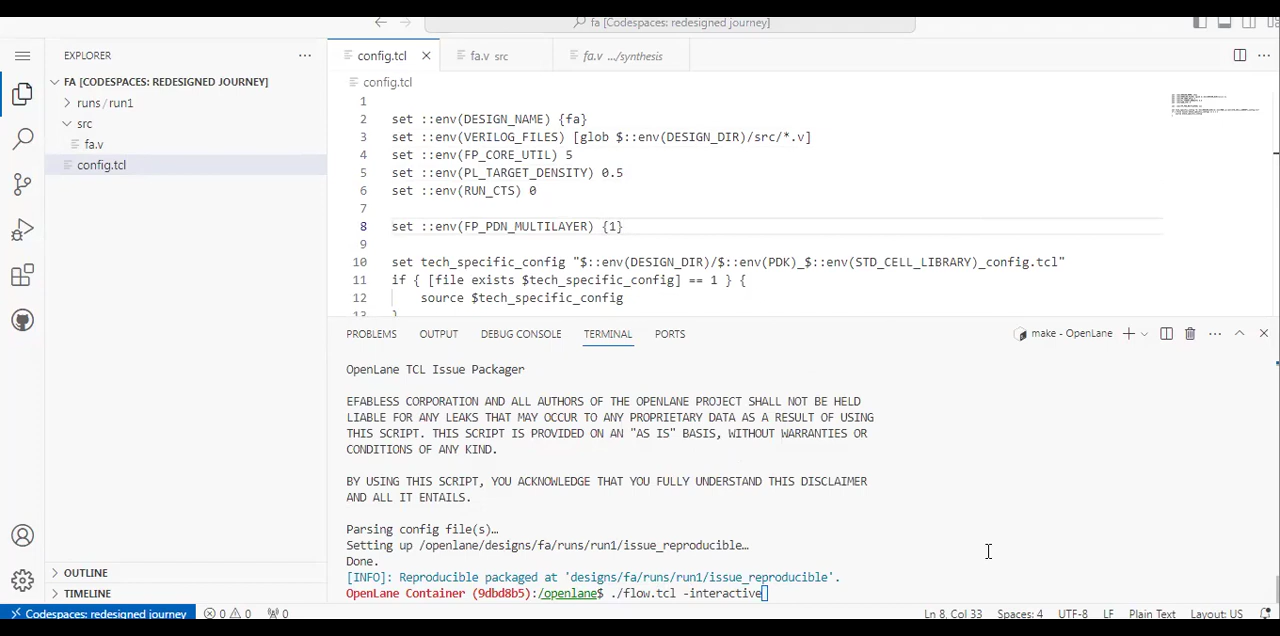 fa [Codespaces: redesigned journey]
EXPLORER
FA [CODESPACES: REDESIGNED JOURNEY]
runs / run1
src
fa.v
config.tcl
OUTLINE
TIMELINE
config.tcl
fa.v src
fa.v .../synthesis
config.tcl
1
2 set ::env(DESIGN_NAME) {fa}
3 set ::env(VERILOG_FILES) [glob $::env(DESIGN_DIR)/src/*.v]
4 set ::env(FP_CORE_UTIL) 5
5 set ::env(PL_TARGET_DENSITY) 0.5
6 set ::env(RUN_CTS) 0
7
8 set ::env(FP_PDN_MULTILAYER) {1}
9
10 set tech_specific_config "$::env(DESIGN_DIR)/$::env(PDK)_$::env(STD_CELL_LIBRARY)_config.tcl"
11 if { [file exists $tech_specific_config] == 1 } {
12 source $tech_specific_config
13 }
PROBLEMS OUTPUT DEBUG CONSOLE TERMINAL PORTS
make - OpenLane
OpenLane TCL Issue Packager
EFABLESS CORPORATION AND ALL AUTHORS OF THE OPENLANE PROJECT SHALL NOT BE HELD
LIABLE FOR ANY LEAKS THAT MAY OCCUR TO ANY PROPRIETARY DATA AS A RESULT OF USING
THIS SCRIPT. THIS SCRIPT IS PROVIDED ON AN "AS IS" BASIS, WITHOUT WARRANTIES OR
CONDITIONS OF ANY KIND.
BY USING THIS SCRIPT, YOU ACKNOWLEDGE THAT YOU FULLY UNDERSTAND THIS DISCLAIMER
AND ALL IT ENTAILS.
Parsing config file(s)…
Setting up /openlane/designs/fa/runs/run1/issue_reproducible…
Done.
[INFO]: Reproducible packaged at 'designs/fa/runs/run1/issue_reproducible'.
OpenLane Container (9dbd8b5):/openlane$ ./flow.tcl -interactive
Codespaces: redesigned journey
0 0
0
Ln 8, Col 33
Spaces: 4
UTF-8
LF
Plain Text
Layout: US